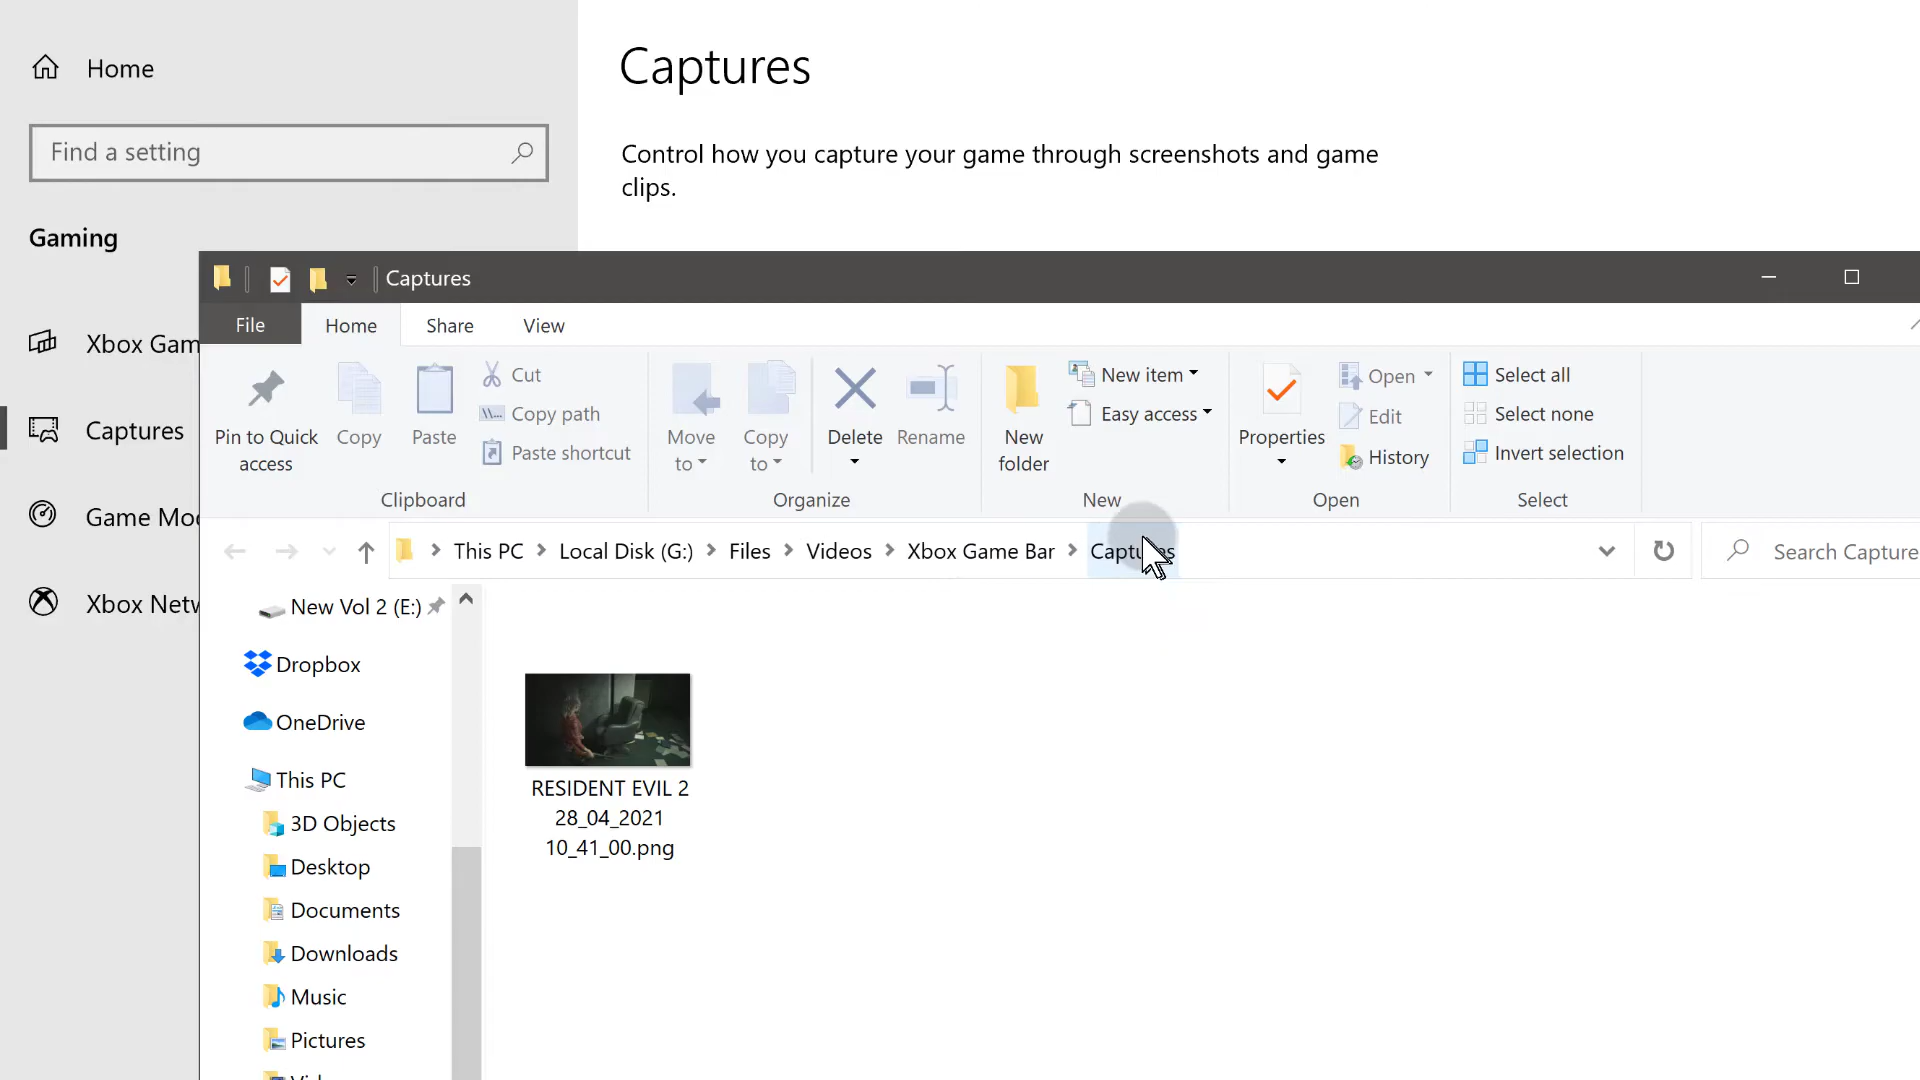 Home
Captures
Find a setting
Control how you capture your game through screenshots and game
clips.
Gaming
Captures
File
Home
Share
View
Xbox Gam
Captures
Game Mo
Xbox Netw
Pin to Quick
access
Copy
Paste
Cut
Copy path
Paste shortcut
Clipboard
Move
to
Copy
to
Delete
Rename
Organize
New
folder
New item
Easy access
New
Properties
Open
Edit
History
Open
Select all
Select none
Invert selection
Select
This PC
Local Disk (G:)
Files
Videos
Xbox Game Bar
Captures
Search Capture
New Vol 2 (E:)
Dropbox
OneDrive
This PC
3D Objects
Desktop
Documents
Downloads
Music
Pictures
RESIDENT EVIL 2
28_04_2021
10_41_00.png